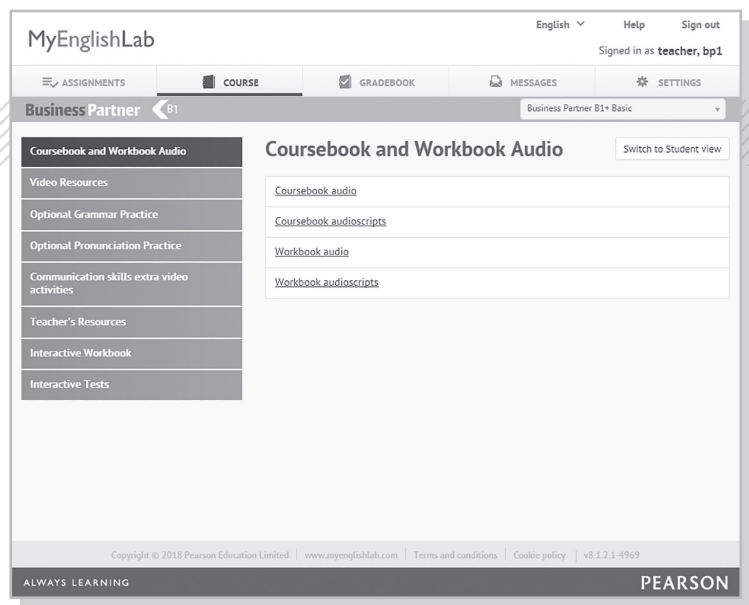 English Help Sign out
MyEnglishLab
Signed in as teacher, bp1
ASSIGNMENTS COURSE GRADEBOOK MESSAGES SETTINGS
Business Partner B1 Business Partner B1+ Basic
Coursebook and Workbook Audio
Video Resources
Optional Grammar Practice
Optional Pronunciation Practice
Communication skills extra video
activities
Teacher's Resources
Interactive Workbook
Interactive Tests
Coursebook and Workbook Audio Switch to Student view
Coursebook audio
Coursebook audioscripts
Workbook audio
Workbook audioscripts
Copyright © 2018 Pearson Education Limited | www.myenglishlab.com | Terms and conditions | Cookie policy | v8.1.2.1-4969
ALWAYS LEARNING PEARSON